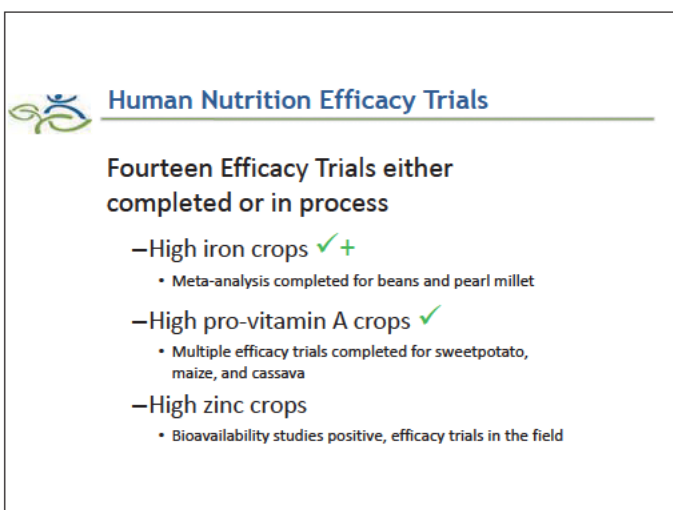 Human Nutrition Efficacy Trials
Fourteen Efficacy Trials either
completed or in process
–High iron crops ✓+
• Meta-analysis completed for beans and pearl millet
–High pro-vitamin A crops ✓
• Multiple efficacy trials completed for sweetpotato,
maize, and cassava
–High zinc crops
• Bioavailability studies positive, efficacy trials in the field